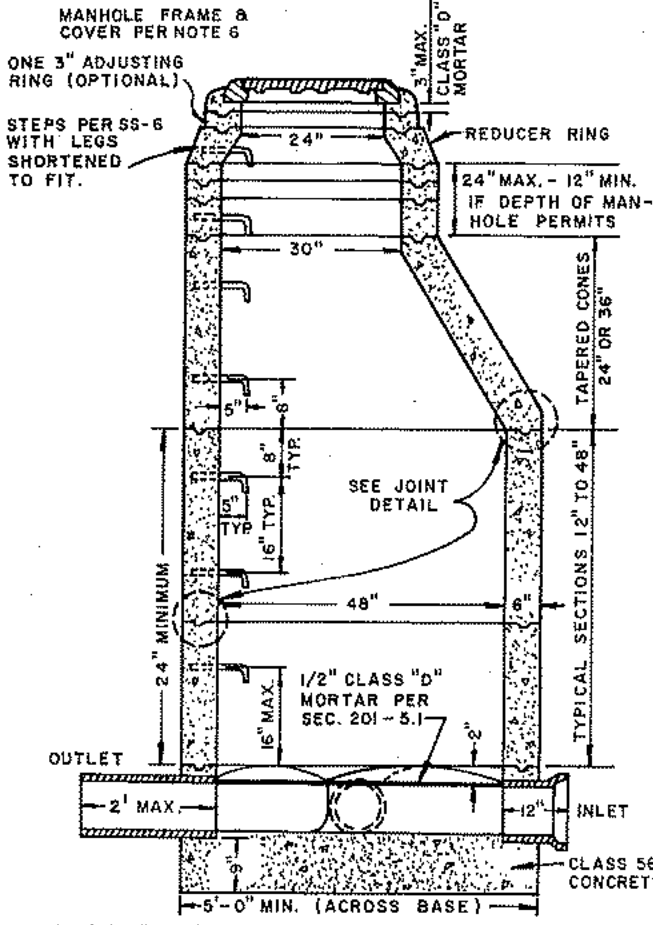 MANHOLE FRAME &
COVER PER NOTE 6
ONE 3" ADJUSTING
RING (OPTIONAL)
STEPS PER SS-6
WITH LEGS
SHORTENED
TO FIT.
3" MAX.
CLASS "D"
MORTAR
24"
REDUCER RING
24" MAX. - 12" MIN.
IF DEPTH OF MAN-
HOLE PERMITS
30"
TAPERED CONES
24" OR 36"
5"
8"
8"
TYP.
5"
TYP.
16" TYP.
SEE JOINT
DETAIL
24" MINIMUM
48"
6"
TYPICAL SECTIONS 12" TO 48"
16" MAX.
1/2" CLASS "D"
MORTAR PER
SEC. 201-5.1
2"
OUTLET
2' MAX.
12"
INLET
9"
CLASS 56
CONCRET
5'-0" MIN. (ACROSS BASE)